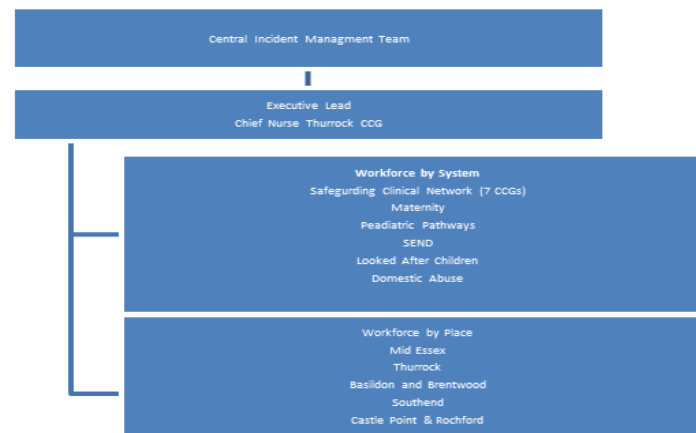 Central Incident Managment Team
Executive Lead
Chief Nurse Thurrock CCG
Workforce by System
Safegurding Clinical Network (7 CCGs)
Maternity
Peadiatric Pathways
SEND
Looked After Children
Domestic Abuse
Workforce by Place
Mid Essex
Thurrock
Basildon and Brentwood
Southend
Castle Point & Rochford